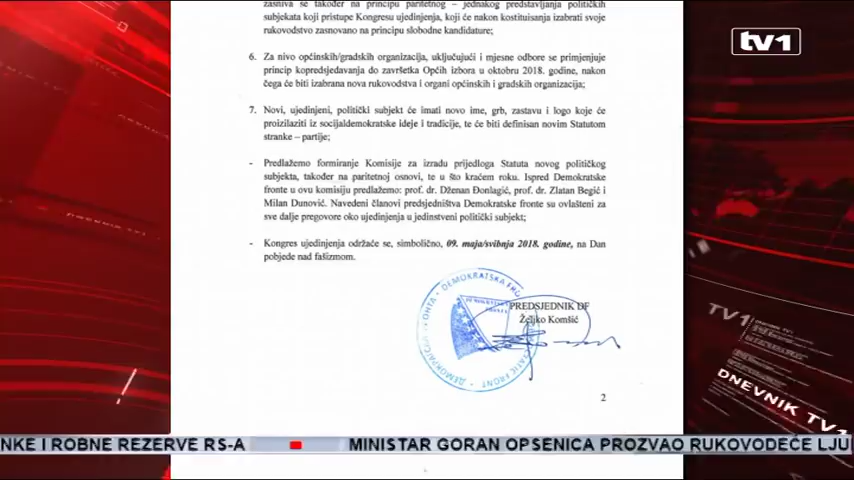 zasniva se također na principu paritetnog – jednakog predstavljanja političkih
subjekata koji pristupe Kongresu ujedinjenja, koji će nakon kostituisanja izabrati svoje
rukovodstvo zasnovano na principu slobodne kandidature;
6. Za nivo općinskih/gradskih organizacija, uključujući i mjesne odbore se primjenjuje
princip kopredsjedavanja do završetka Općih izbora u oktobru 2018. godine, nakon
čega će biti izabrana nova rukovodstva i organi općinskih i gradskih organizacija;
7. Novi, ujedinjeni, politički subjekt će imati novo ime, grb, zastavu i logo koje će
proizilaziti iz socijaldemokratske ideje i tradicije, te će biti definisan novim Statutom
stranke – partije;
- Predlažemo formiranje Komisije za izradu prijedloga Statuta novog političkog
subjekta, također na paritetnoj osnovi, te u što kraćem roku. Ispred Demokratske
fronte u ovu komisiju predlažemo: prof. dr. Dženan Đonlagić, prof. dr. Zlatan Begić i
Milan Dunović. Navedeni članovi predsjedništva Demokratske fronte su ovlašteni za
sve dalje pregovore oko ujedinjenja u jedinstveni politički subjekt;
- Kongres ujedinjenja održaće se, simbolično, 09. maja/svibnja 2018. godine, na Dan
pobjede nad fašizmom.
DEMOKRATSKA
PREDSJEDNIK DF
Željko Komšić
FRONT
2
tv1
TV1
DNEVNIK TV1
NKE I ROBNE REZERVE RS-A
MINISTAR GORAN OPSENICA PROZVAO RUKOVODEĆE LJU